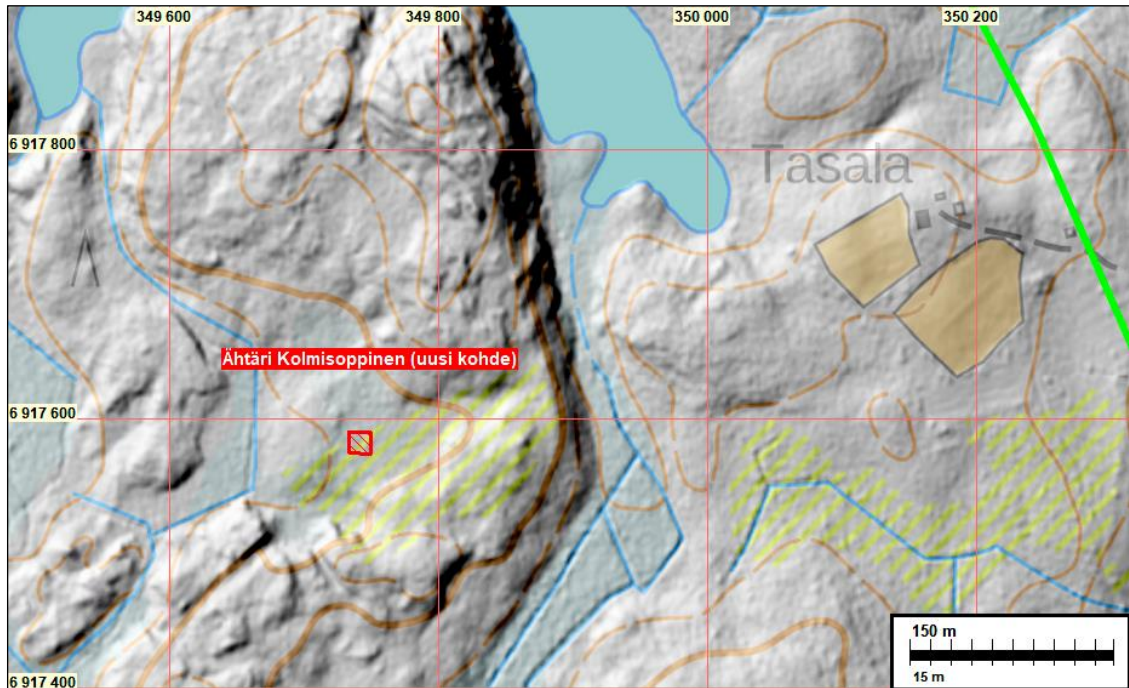 349 600
349 800
350 000
350 200
6 917 800
Tasala
Ähtäri Kolmisoppinen (uusi kohde)
6 917 600
150 m
15 m
6 917 400